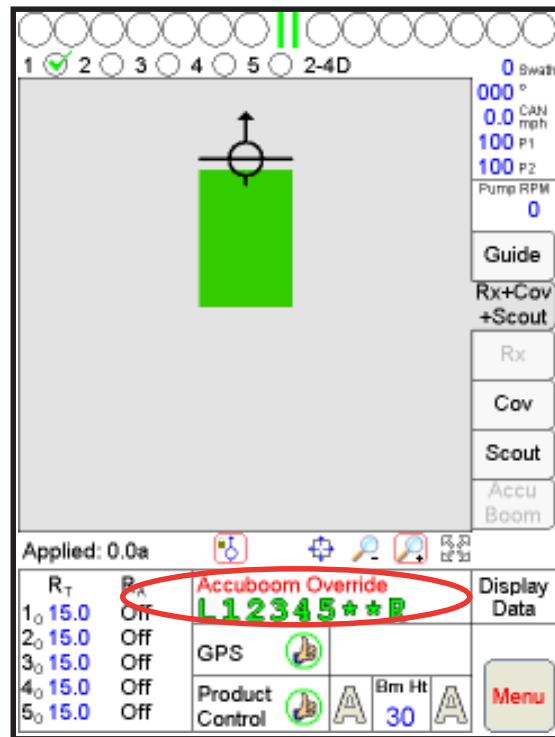 1 2 3 4 5 2-4D
0 Swath
000 °
0.0 CAN mph
100 P1
100 P2
Pump RPM
0
Guide
Rx+Cov
+Scout
Rx
Cov
Scout
Accu
Boom
Applied: 0.0a
RT RA
1 15.0 Off
2 15.0 Off
3 15.0 Off
4 15.0 Off
5 15.0 Off
Accuboom Override
L12345**R
GPS
Product
Control
A
Bm Ht
30
A
Display
Data
Menu